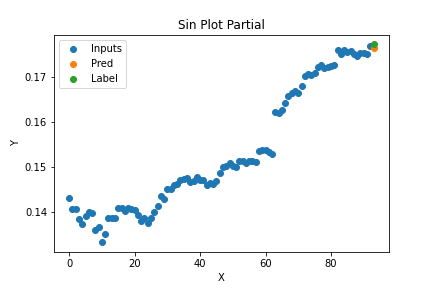 Sin Plot Partial
Inputs
Pred
Label
0.17
0.16
0.15
0.14
Y
0 20 40 60 80
X